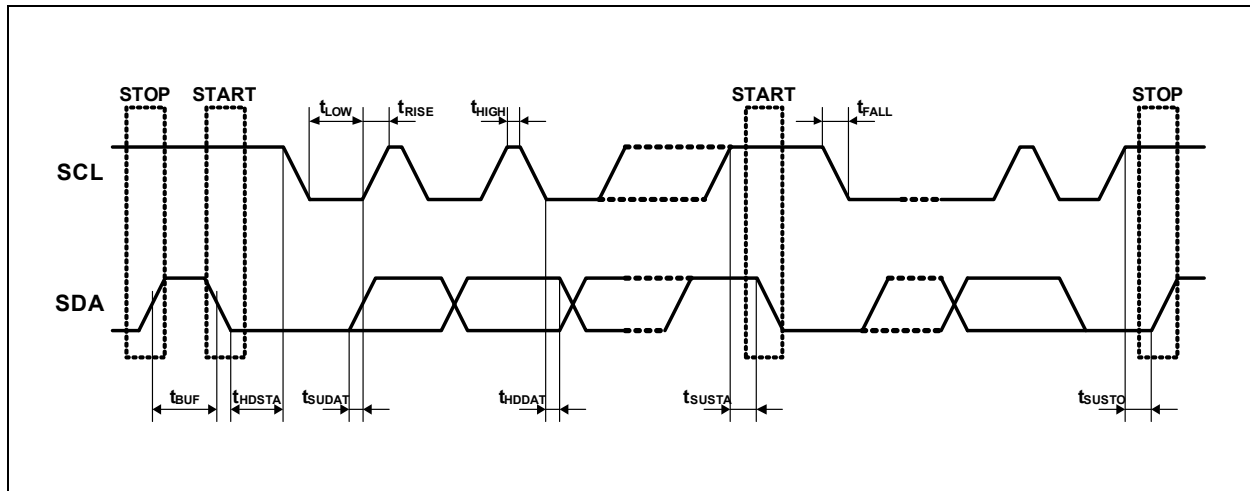 STOP START tLOW tRISE tHIGH START tFALL STOP
SCL
SDA
tBUF tHDSTA tSUDAT tHDDAT tSUSTA tSUSTO